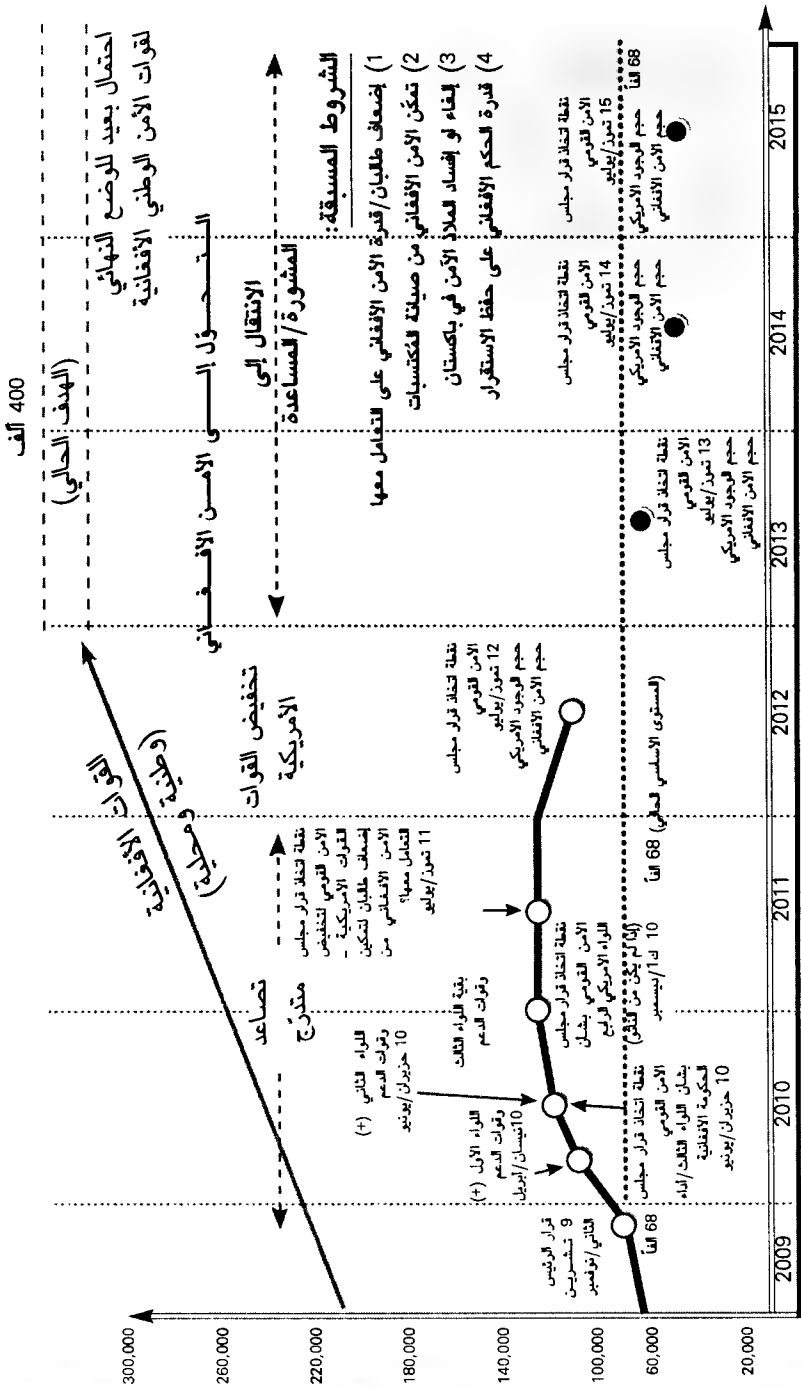 400 ألف
(الهدف الحالي)
احتمال بعيد للوضع النهائي
لقوات الأمن الوطني الأفغانية
القوات الأفغانية
(وطنية ومحلية)
التحول إلى الأمن الأفغاني
تصاعد
متدرّج
تخفيض القوات
الأمريكية
الانتقال إلى
المشورة/المساعدة
الشروط المسبقة:
1) إضعاف طلبان/قدرة الأمن الأفغاني على التعامل معها
2) تمكن الأمن الأفغاني من صيانة المكتسبات
3) إلغاء لو إفساد الملاذ الآمن في باكستان
4) قدرة الحكم الأفغاني على حفظ الاستقرار
قرار الرئيس
9 تشرين
الثاني/نوفمبر
68 الفاً
اللواء الأول (+)
وقوات الدعم
10 نيسان/أبريل
اللواء الثاني (+)
وقوات الدعم
10 حزيران/يونيو
نقطة اتخاذ قرار مجلس
الأمن القومي
بشأن اللواء الثالث/أداء
الحكومة الأفغانية
10 حزيران/يونيو
بقية اللواء الثالث
وقوات الدعم
نقطة اتخاذ قرار مجلس
الأمن القومي بشأن
اللواء الأمريكي الرابع
(إذا لم يكن من الناتو)
10 ك1/ديسمبر
نقطة اتخاذ قرار مجلس
الأمن القومي لتخفيض
القوات الأمريكية –
إضعاف طلبان لتمكين
الأمن الأفغاني من
التعامل معها؟
11 تموز/يوليو
68 الفاً (المستوى الأساسي الحالي)
نقطة اتخاذ قرار مجلس
الأمن القومي
12 تموز/يوليو
حجم الوجود الأمريكي
حجم الأمن الأفغاني
نقطة اتخاذ قرار مجلس
الأمن القومي
13 تموز/يوليو
حجم الوجود الأمريكي
حجم الأمن الأفغاني
نقطة اتخاذ قرار مجلس
الأمن القومي
14 تموز/يوليو
حجم الوجود الأمريكي
حجم الأمن الأفغاني
نقطة اتخاذ قرار مجلس
الأمن القومي
15 تموز/يوليو
حجم الوجود الأمريكي
حجم الأمن الأفغاني
68 الفاً
300,000
260,000
220,000
180,000
140,000
100,000
60,000
20,000
2009
2010
2011
2012
2013
2014
2015